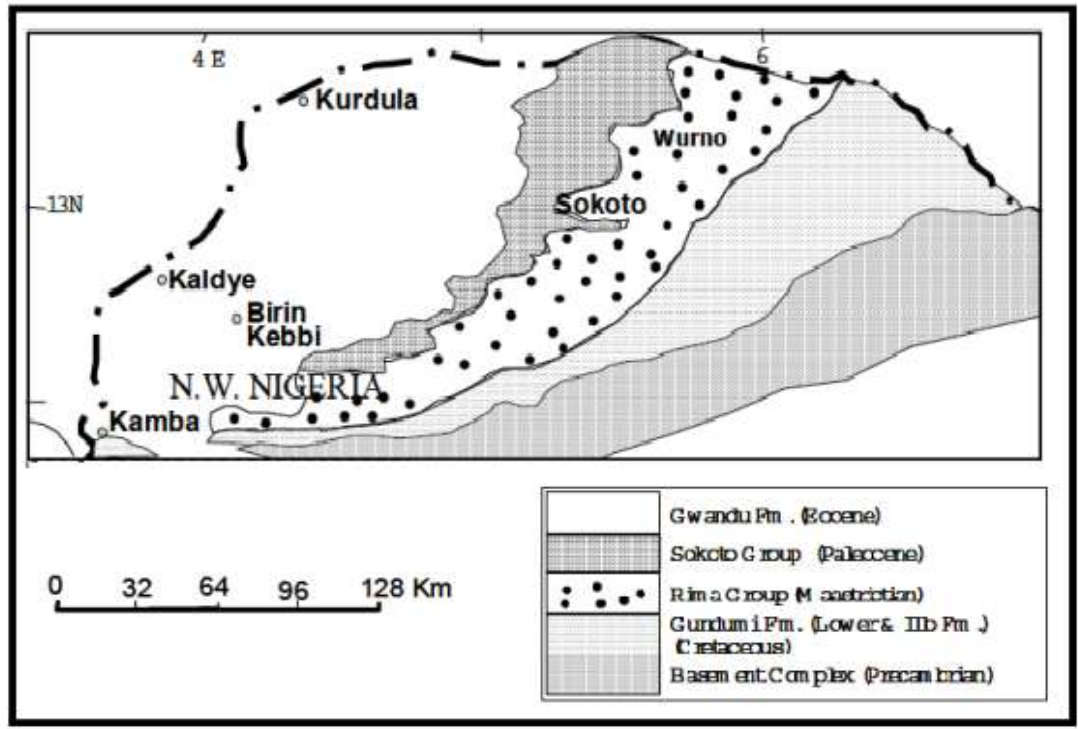 4 E
6
Kurdula
Wurno
13N
Sokoto
Kaldye
Birin
Kebbi
N.W. NIGERIA
Kamba
Gwandu Fm. (Eocene)
Sokoto Group (Paleocene)
0 32 64 96 128 Km
Rima Group (Maastrictian)
Gundumi Fm. (Lower & Illo Fm.)
(Cretaceous)
Basement Complex (Precambrian)